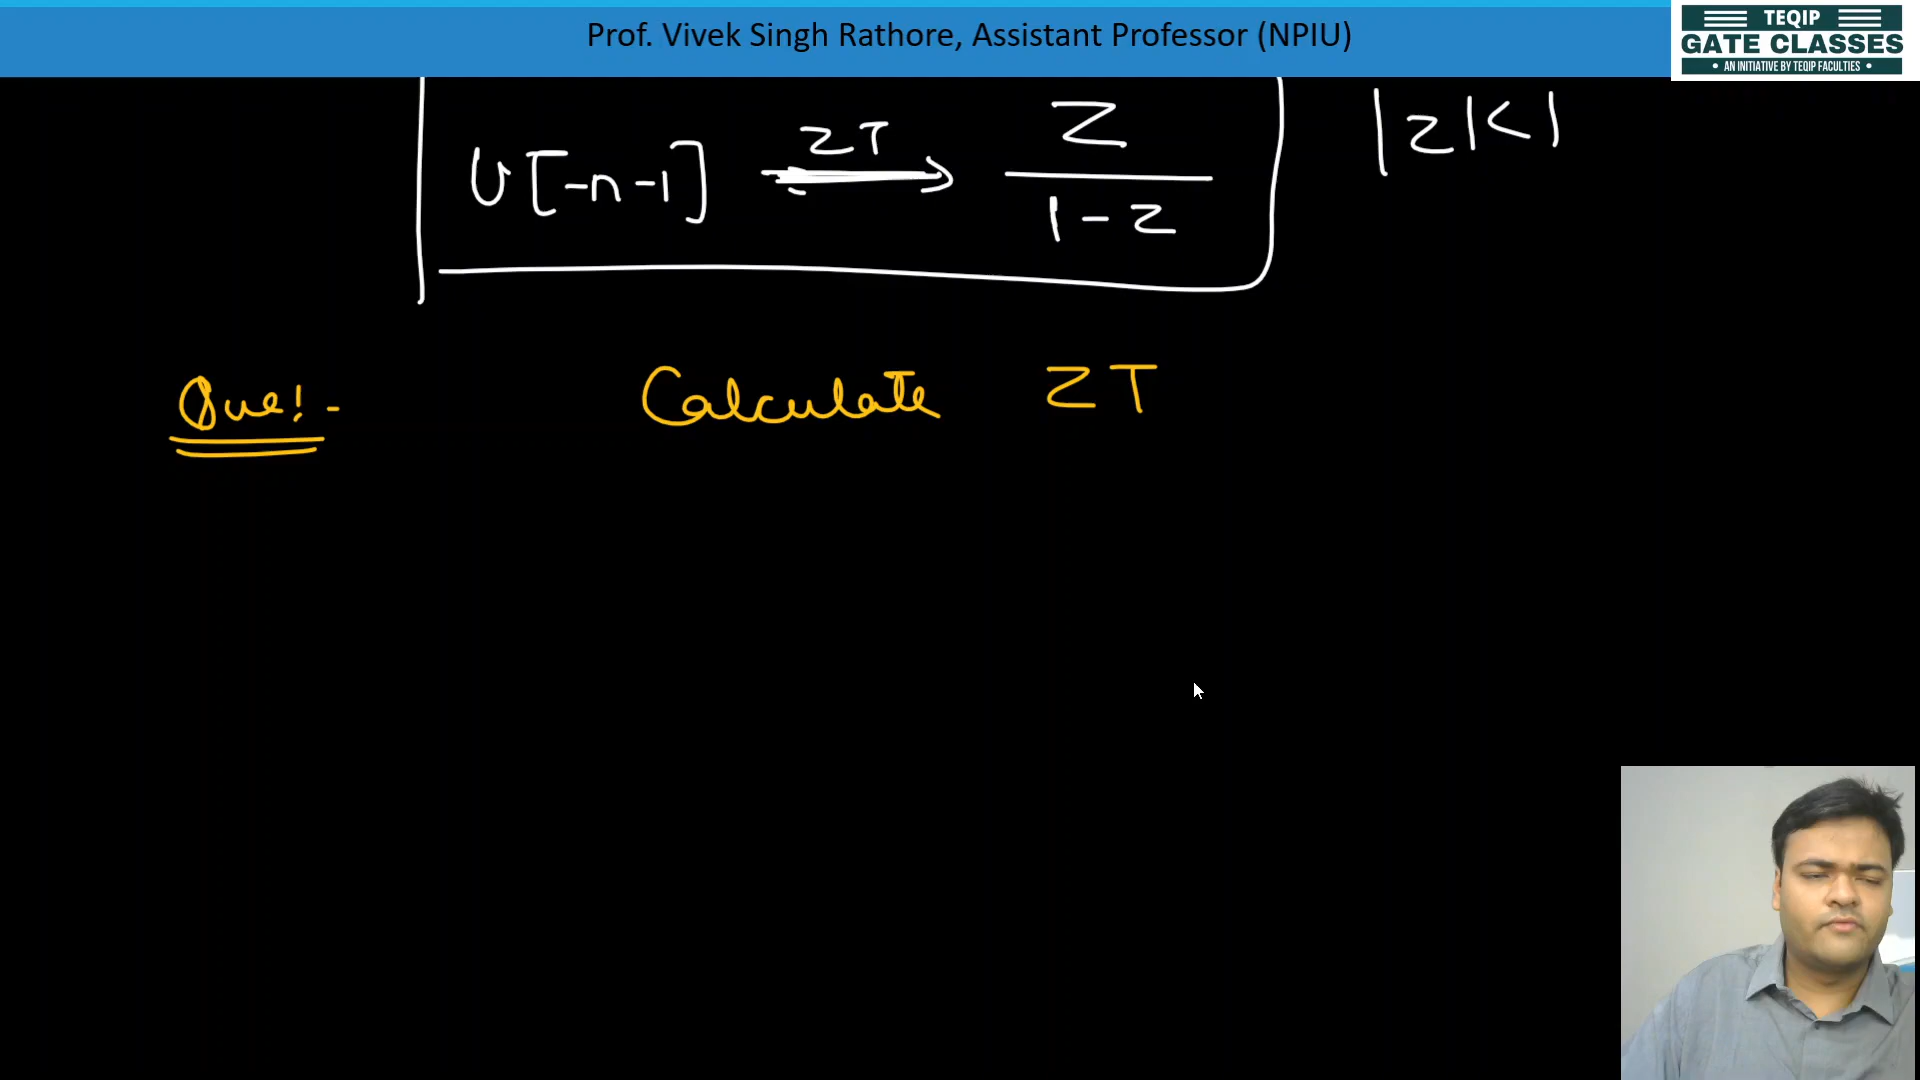 Prof. Vivek Singh Rathore, Assistant Professor (NPIU)
TEQIP
GATE CLASSES
• AN INITIATIVE BY TEQIP FACULTIES •
U[-n-1] ZT → z/(1-z) |z|<1
Que! - Calculate ZT